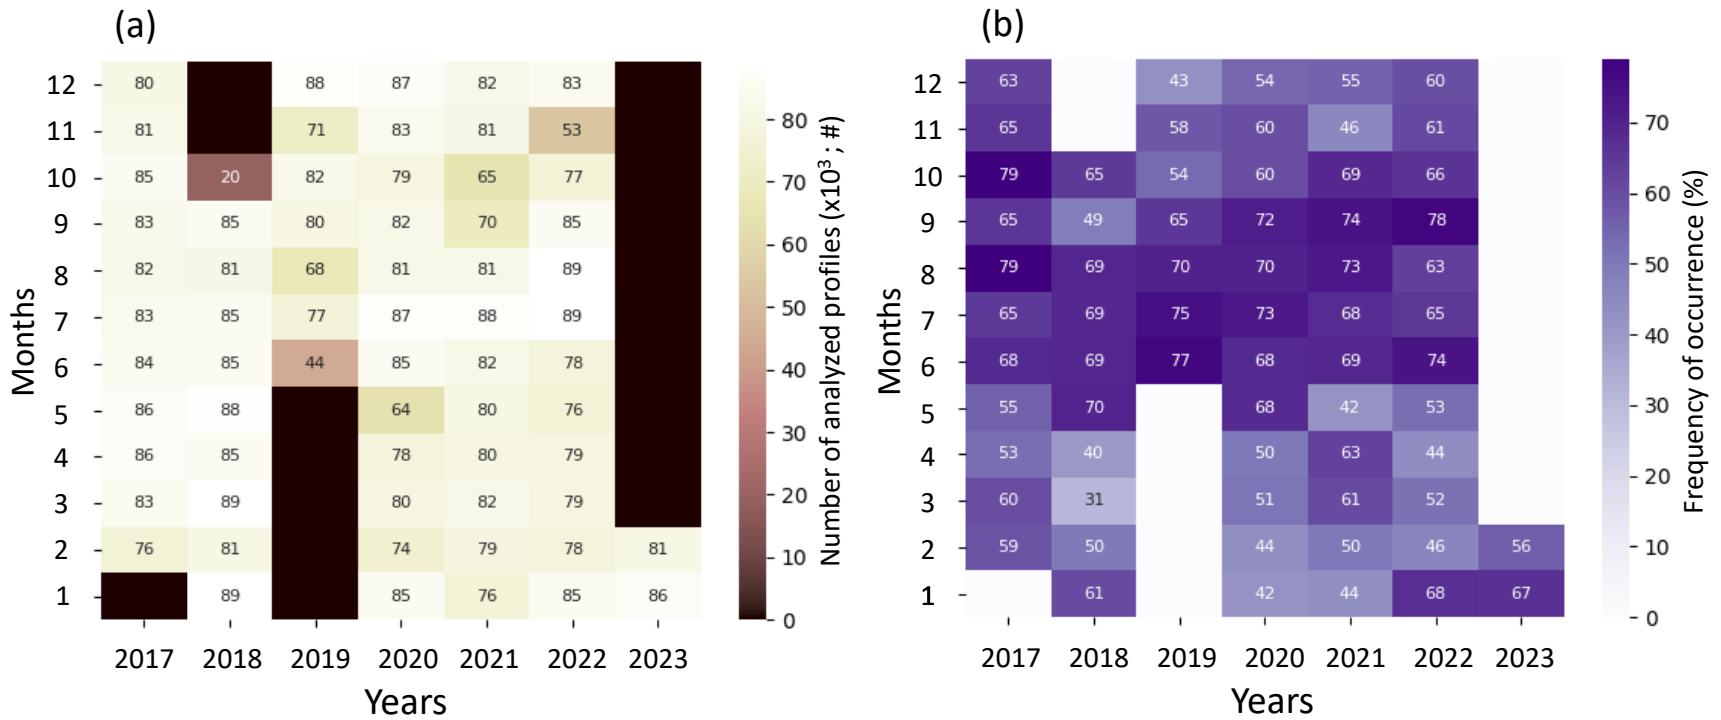 (a)
(b)
12 80 88 87 82 83
11 81 71 83 81 53
10 85 20 82 79 65 77
9 83 85 80 82 70 85
8 82 81 68 81 81 89
7 83 85 77 87 88 89
6 84 85 44 85 82 78
5 86 88 64 80 76
4 86 85 78 80 79
3 83 89 80 82 79
2 76 81 74 79 78 81
1 89 85 76 85 86
2017 2018 2019 2020 2021 2022 2023
Years
Months
80
70
60
50
40
30
20
10
0
Number of analyzed profiles (x10³ ; #)
12 63 43 54 55 60
11 65 58 60 46 61
10 79 65 54 60 69 66
9 65 49 65 72 74 78
8 79 69 70 70 73 63
7 65 69 75 73 68 65
6 68 69 77 68 69 74
5 55 70 68 42 53
4 53 40 50 63 44
3 60 31 51 61 52
2 59 50 44 50 46 56
1 61 42 44 68 67
2017 2018 2019 2020 2021 2022 2023
Years
Months
70
60
50
40
30
20
10
0
Frequency of occurrence (%)